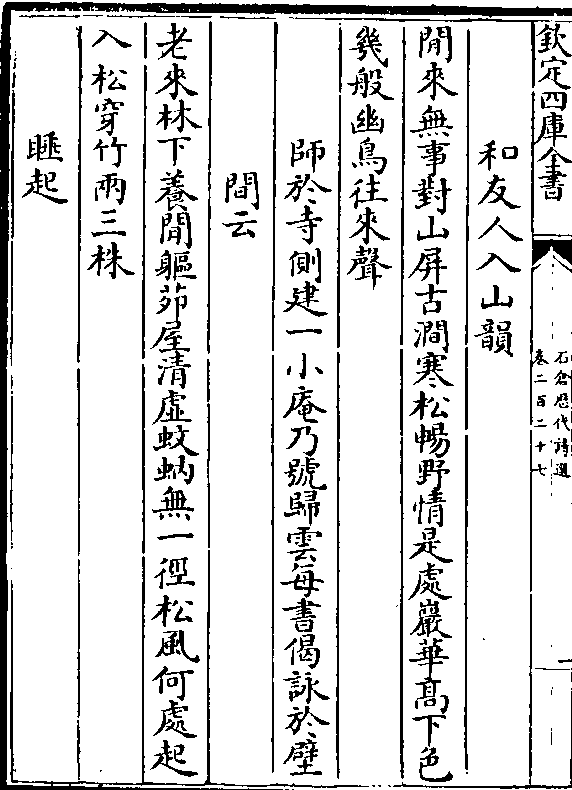 欽定四庫全書
石倉歷代詩選
卷二百二十七
和友人入山韻
閒來無事對山屏古澗寒松暢野情是處巖華高下色
幾般幽鳥往來聲
師於寺側建一小庵乃號歸雲每書偈詠於壁
間云
老來林下養閒軀茆屋清虛蚊蚋無一徑松風何處起
入松穿竹兩三株
睡起